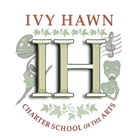 IVY HAWN
IH
CHARTER SCHOOL OF THE ARTS